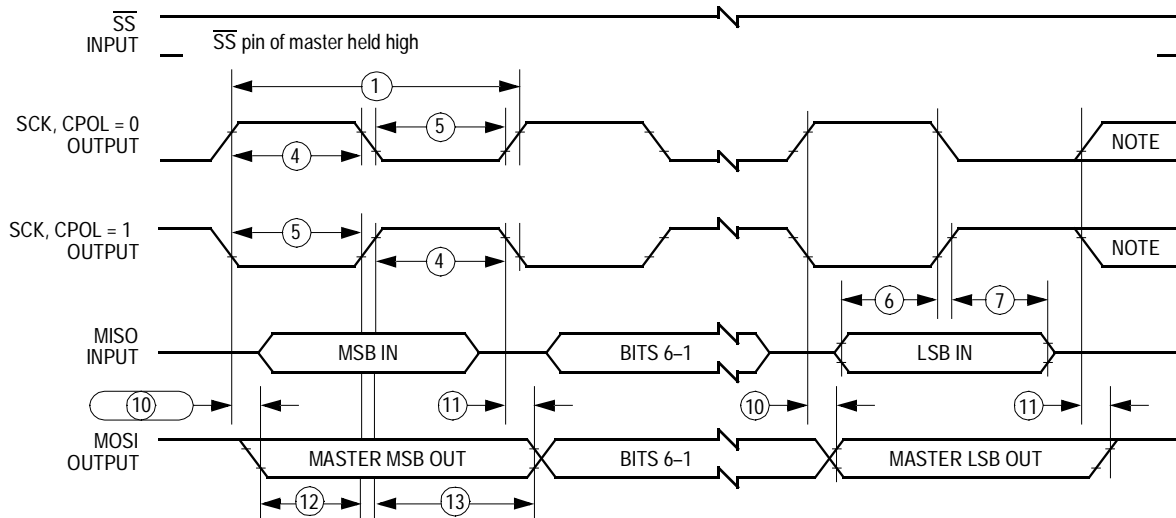 SS
INPUT
SS pin of master held high
1
SCK, CPOL = 0
OUTPUT
5
4
NOTE
SCK, CPOL = 1
OUTPUT
5
4
NOTE
6
7
MISO
INPUT
MSB IN
BITS 6–1
LSB IN
10
11
10
11
MOSI
OUTPUT
MASTER MSB OUT
BITS 6–1
MASTER LSB OUT
12
13